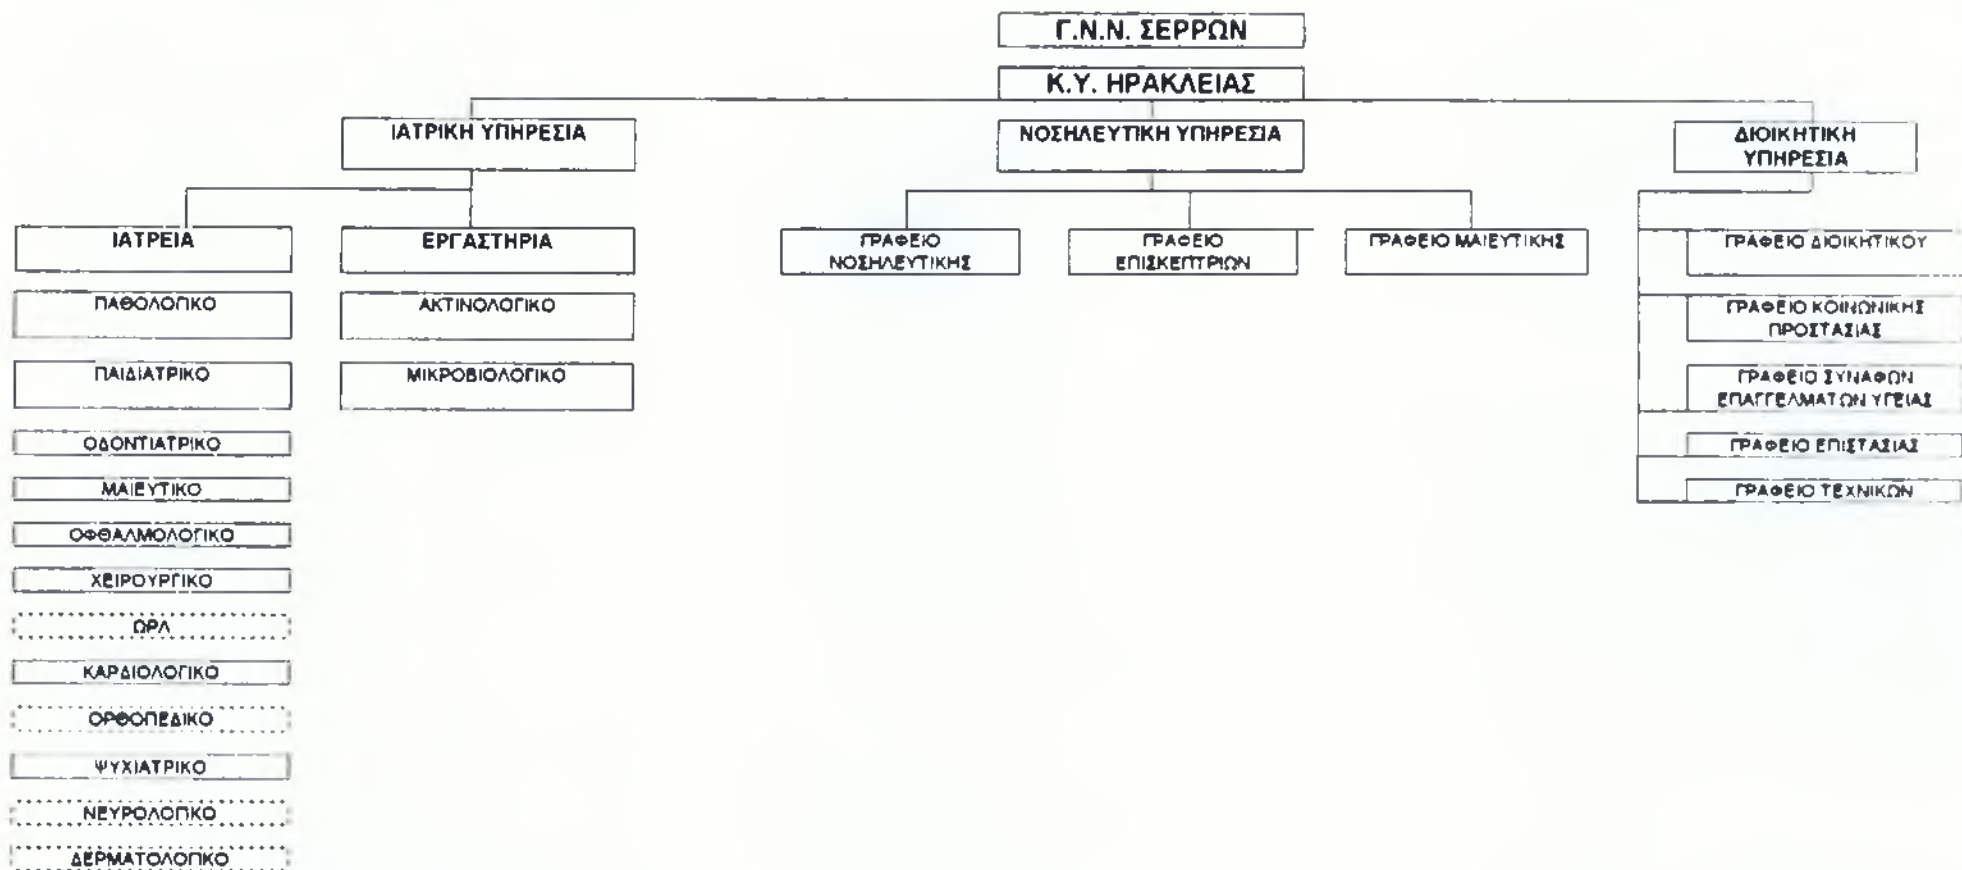 Γ.Ν.Ν. ΣΕΡΡΩΝ
Κ.Υ. ΗΡΑΚΛΕΙΑΣ
ΙΑΤΡΙΚΗ ΥΠΗΡΕΣΙΑ
ΝΟΣΗΛΕΥΤΙΚΗ ΥΠΗΡΕΣΙΑ
ΔΙΟΙΚΗΤΙΚΗ
ΥΠΗΡΕΣΙΑ
ΙΑΤΡΕΙΑ
ΠΑΘΟΛΟΓΙΚΟ
ΠΑΙΔΙΑΤΡΙΚΟ
ΟΔΟΝΤΙΑΤΡΙΚΟ
ΜΑΙΕΥΤΙΚΟ
ΟΦΘΑΛΜΟΛΟΓΙΚΟ
ΧΕΙΡΟΥΡΓΙΚΟ
ΩΡΛ
ΚΑΡΔΙΟΛΟΓΙΚΟ
ΟΡΘΟΠΕΔΙΚΟ
ΨΥΧΙΑΤΡΙΚΟ
ΝΕΥΡΟΛΟΓΙΚΟ
ΔΕΡΜΑΤΟΛΟΓΙΚΟ
ΕΡΓΑΣΤΗΡΙΑ
ΑΚΤΙΝΟΛΟΓΙΚΟ
ΜΙΚΡΟΒΙΟΛΟΓΙΚΟ
ΓΡΑΦΕΙΟ
ΝΟΣΗΛΕΥΤΙΚΗΣ
ΓΡΑΦΕΙΟ
ΕΠΙΣΚΕΠΤΡΙΩΝ
ΓΡΑΦΕΙΟ ΜΑΙΕΥΤΙΚΗΣ
ΓΡΑΦΕΙΟ ΔΙΟΙΚΗΤΙΚΟΥ
ΓΡΑΦΕΙΟ ΚΟΙΝΩΝΙΚΗΣ
ΠΡΟΣΤΑΣΙΑΣ
ΓΡΑΦΕΙΟ ΣΥΝΑΦΩΝ
ΕΠΑΓΓΕΛΜΑΤΩΝ ΥΓΕΙΑΣ
ΓΡΑΦΕΙΟ ΕΠΙΣΤΑΣΙΑΣ
ΓΡΑΦΕΙΟ ΤΕΧΝΙΚΩΝ